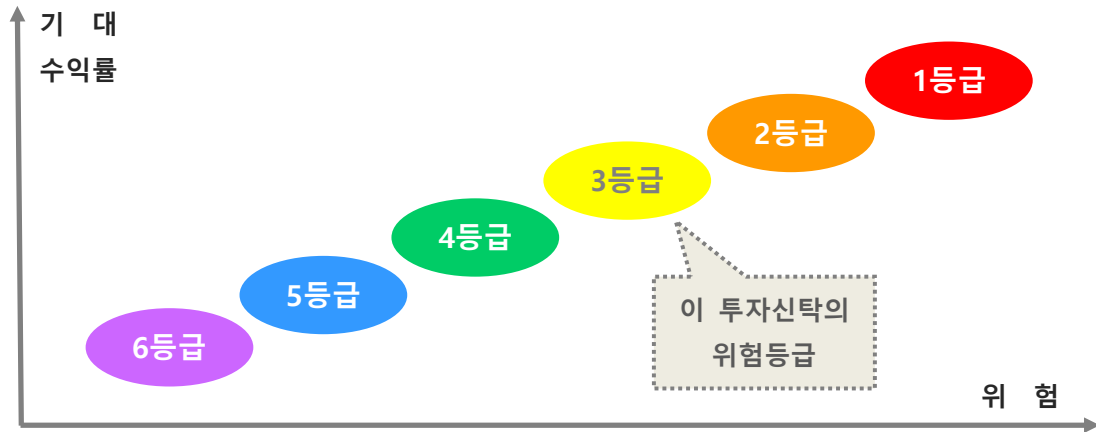 기 대
수익률
1등급
2등급
3등급
4등급
5등급
6등급
이 투자신탁의
위험등급
위 험